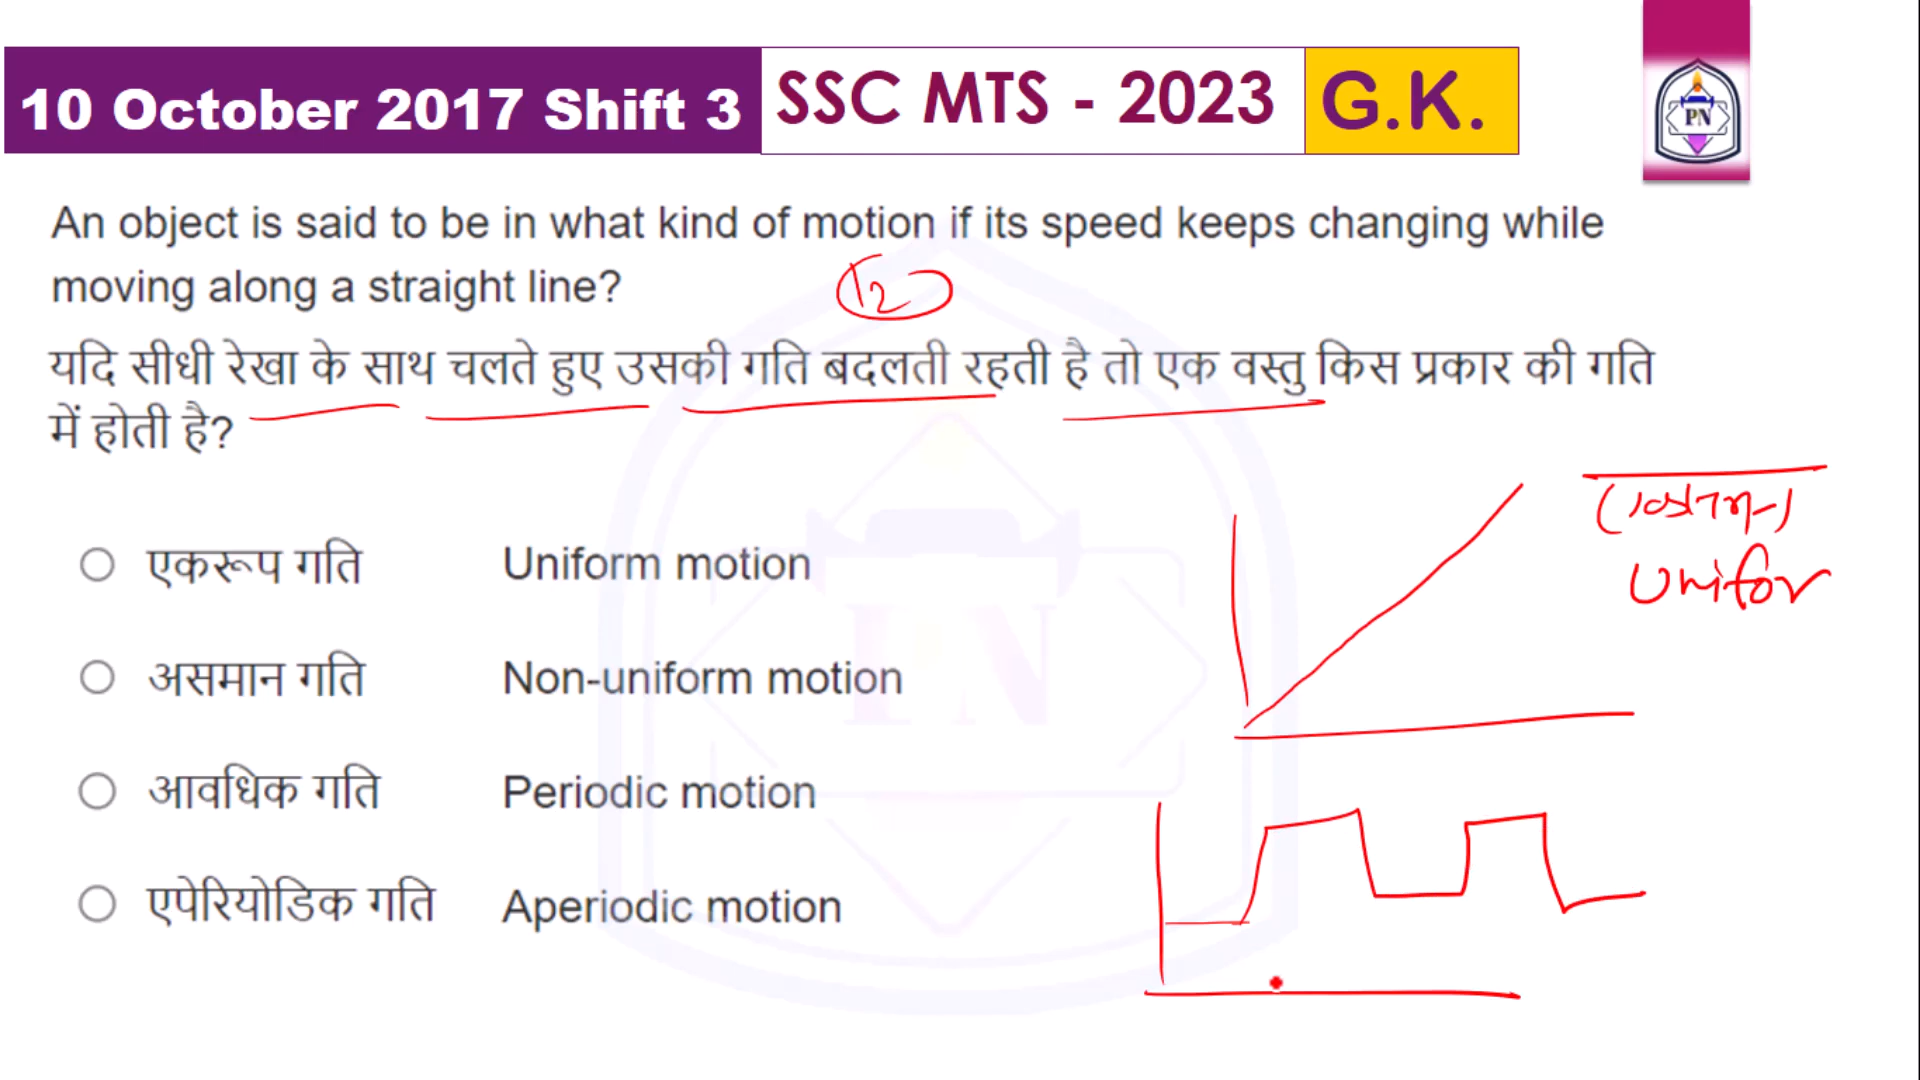 10 October 2017 Shift 3 SSC MTS - 2023 G.K.
PN
An object is said to be in what kind of motion if its speed keeps changing while
moving along a straight line?
12
यदि सीधी रेखा के साथ चलते हुए उसकी गति बदलती रहती है तो एक वस्तु किस प्रकार की गति
में होती है?
एकरूप गति Uniform motion
असमान गति Non-uniform motion
आवधिक गति Periodic motion
एपेरियोडिक गति Aperiodic motion
Unifor
PN